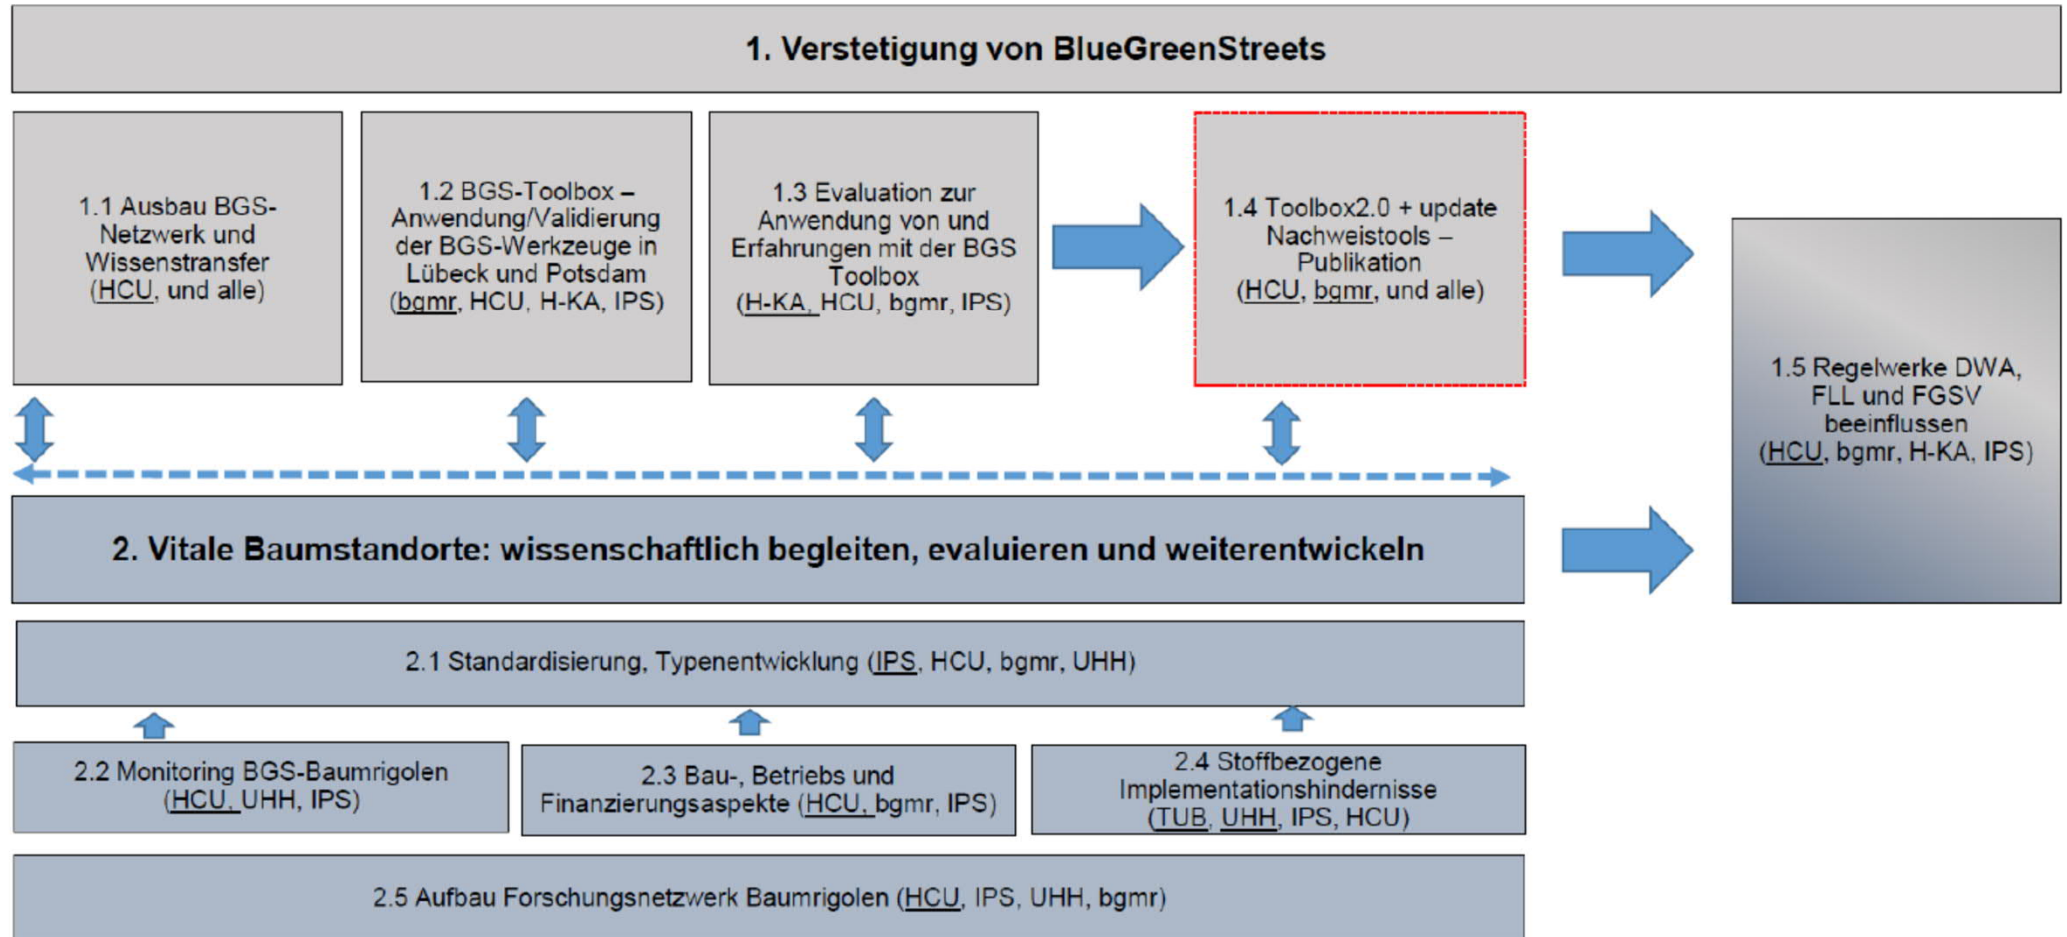 1. Verstetigung von BlueGreenStreets
1.1 Ausbau BGS-
Netzwerk und
Wissenstransfer
(HCU, und alle)
1.2 BGS-Toolbox –
Anwendung/Validierung
der BGS-Werkzeuge in
Lübeck und Potsdam
(bgmr, HCU, H-KA, IPS)
1.3 Evaluation zur
Anwendung von und
Erfahrungen mit der BGS
Toolbox
(H-KA, HCU, bgmr, IPS)
1.4 Toolbox2.0 + update
Nachweistools –
Publikation
(HCU, bgmr, und alle)
1.5 Regelwerke DWA,
FLL und FGSV
beeinflussen
(HCU, bgmr, H-KA, IPS)
2. Vitale Baumstandorte: wissenschaftlich begleiten, evaluieren und weiterentwickeln
2.1 Standardisierung, Typenentwicklung (IPS, HCU, bgmr, UHH)
2.2 Monitoring BGS-Baumrigolen
(HCU, UHH, IPS)
2.3 Bau-, Betriebs und
Finanzierungsaspekte (HCU, bgmr, IPS)
2.4 Stoffbezogene
Implementationshindernisse
(TUB, UHH, IPS, HCU)
2.5 Aufbau Forschungsnetzwerk Baumrigolen (HCU, IPS, UHH, bgmr)